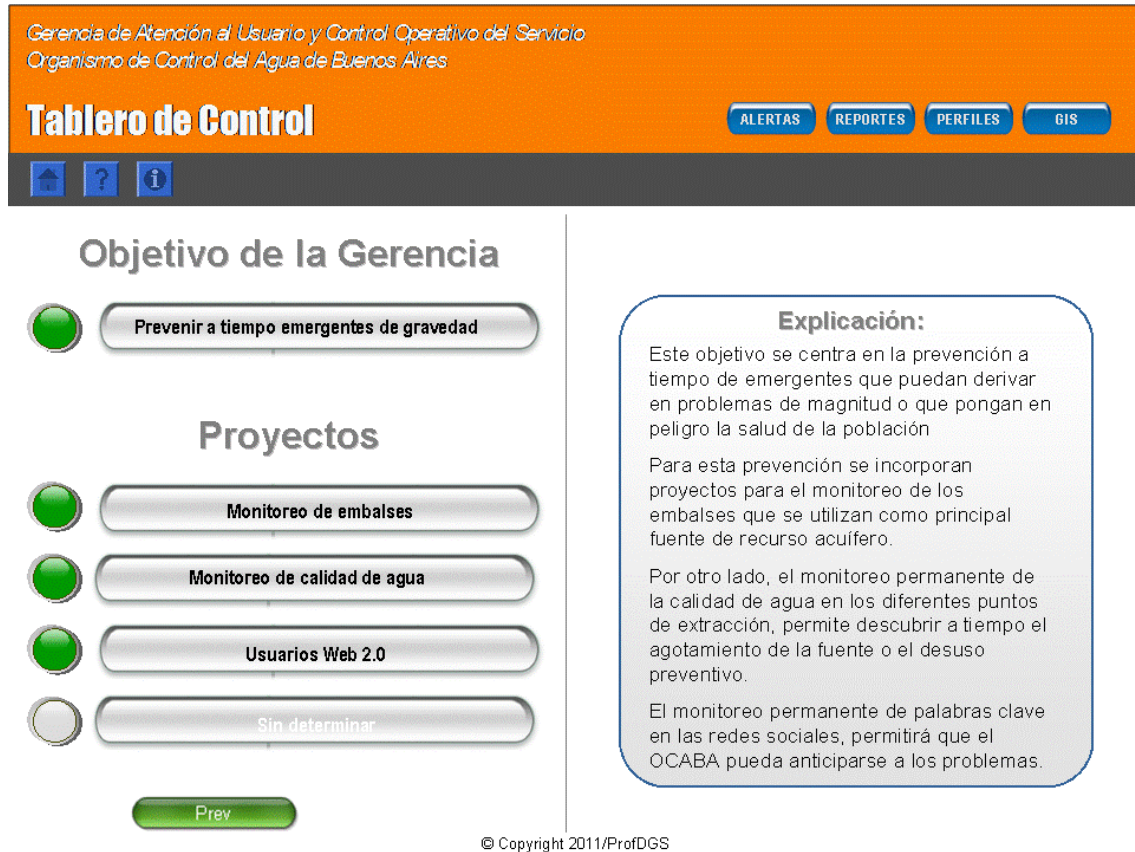 Gerencia de Atención al Usuario y Control Operativo del Servicio
Organismo de Control del Agua de Buenos Aires
Tablero de Control
ALERTAS
REPORTES
PERFILES
GIS
?
i
Objetivo de la Gerencia
Prevenir a tiempo emergentes de gravedad
Proyectos
Monitoreo de embalses
Monitoreo de calidad de agua
Usuarios Web 2.0
Sin determinar
Prev
Explicación:
Este objetivo se centra en la prevención a
tiempo de emergentes que puedan derivar
en problemas de magnitud o que pongan en
peligro la salud de la población
Para esta prevención se incorporan
proyectos para el monitoreo de los
embalses que se utilizan como principal
fuente de recurso acuífero.
Por otro lado, el monitoreo permanente de
la calidad de agua en los diferentes puntos
de extracción, permite descubrir a tiempo el
agotamiento de la fuente o el desuso
preventivo.
El monitoreo permanente de palabras clave
en las redes sociales, permitirá que el
OCABA pueda anticiparse a los problemas.
© Copyright 2011/ProfDGS